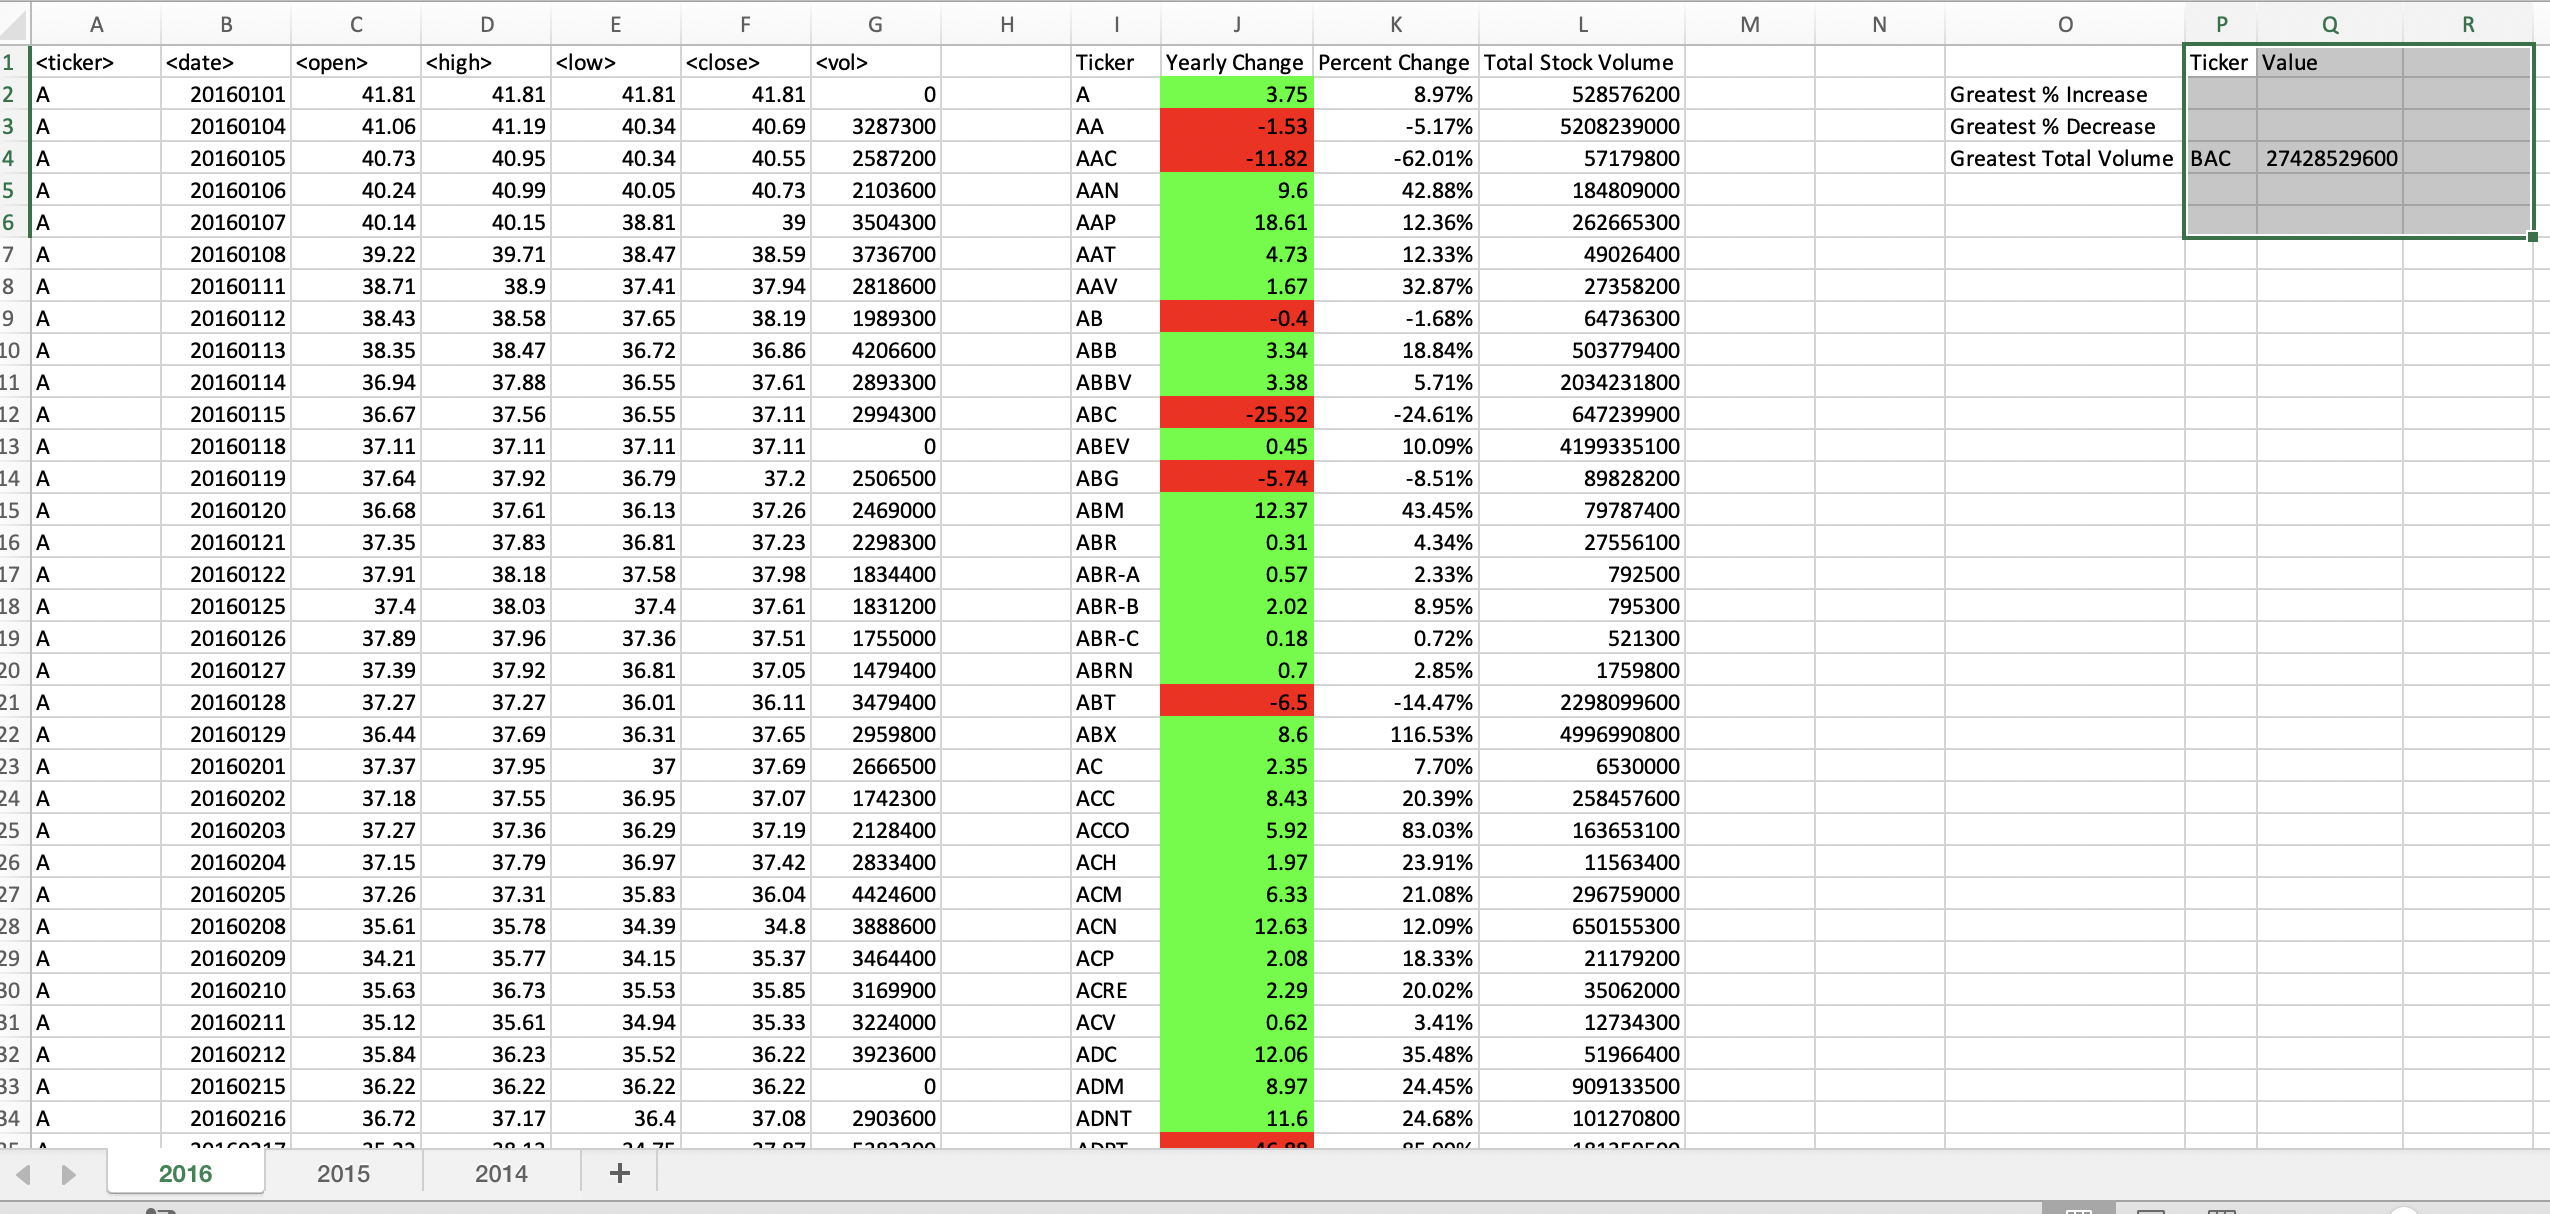 A B C D E F G H I J K L M N O P Q R
1 <ticker> <date> <open> <high> <low> <close> <vol> Ticker Yearly Change Percent Change Total Stock Volume Ticker Value
2 A 20160101 41.81 41.81 41.81 41.81 0 A 3.75 8.97% 528576200 Greatest % Increase
3 A 20160104 41.06 41.19 40.34 40.69 3287300 AA -1.53 -5.17% 5208239000 Greatest % Decrease
4 A 20160105 40.73 40.95 40.34 40.55 2587200 AAC -11.82 -62.01% 57179800 Greatest Total Volume BAC 27428529600
5 A 20160106 40.24 40.99 40.05 40.73 2103600 AAN 9.6 42.88% 184809000
6 A 20160107 40.14 40.15 38.81 39 3504300 AAP 18.61 12.36% 262665300
7 A 20160108 39.22 39.71 38.47 38.59 3736700 AAT 4.73 12.33% 49026400
8 A 20160111 38.71 38.9 37.41 37.94 2818600 AAV 1.67 32.87% 27358200
9 A 20160112 38.43 38.58 37.65 38.19 1989300 AB -0.4 -1.68% 64736300
10 A 20160113 38.35 38.47 36.72 36.86 4206600 ABB 3.34 18.84% 503779400
11 A 20160114 36.94 37.88 36.55 37.61 2893300 ABBV 3.38 5.71% 2034231800
12 A 20160115 36.67 37.56 36.55 37.11 2994300 ABC -25.52 -24.61% 647239900
13 A 20160118 37.11 37.11 37.11 37.11 0 ABEV 0.45 10.09% 4199335100
14 A 20160119 37.64 37.92 36.79 37.2 2506500 ABG -5.74 -8.51% 89828200
15 A 20160120 36.68 37.61 36.13 37.26 2469000 ABM 12.37 43.45% 79787400
16 A 20160121 37.35 37.83 36.81 37.23 2298300 ABR 0.31 4.34% 27556100
17 A 20160122 37.91 38.18 37.58 37.98 1834400 ABR-A 0.57 2.33% 792500
18 A 20160125 37.4 38.03 37.4 37.61 1831200 ABR-B 2.02 8.95% 795300
19 A 20160126 37.89 37.96 37.36 37.51 1755000 ABR-C 0.18 0.72% 521300
20 A 20160127 37.39 37.92 36.81 37.05 1479400 ABRN 0.7 2.85% 1759800
21 A 20160128 37.27 37.27 36.01 36.11 3479400 ABT -6.5 -14.47% 2298099600
22 A 20160129 36.44 37.69 36.31 37.65 2959800 ABX 8.6 116.53% 4996990800
23 A 20160201 37.37 37.95 37 37.69 2666500 AC 2.35 7.70% 6530000
24 A 20160202 37.18 37.55 36.95 37.07 1742300 ACC 8.43 20.39% 258457600
25 A 20160203 37.27 37.36 36.29 37.19 2128400 ACCO 5.92 83.03% 163653100
26 A 20160204 37.15 37.79 36.97 37.42 2833400 ACH 1.97 23.91% 11563400
27 A 20160205 37.26 37.31 35.83 36.04 4424600 ACM 6.33 21.08% 296759000
28 A 20160208 35.61 35.78 34.39 34.8 3888600 ACN 12.63 12.09% 650155300
29 A 20160209 34.21 35.77 34.15 35.37 3464400 ACP 2.08 18.33% 21179200
30 A 20160210 35.63 36.73 35.53 35.85 3169900 ACRE 2.29 20.02% 35062000
31 A 20160211 35.12 35.61 34.94 35.33 3224000 ACV 0.62 3.41% 12734300
32 A 20160212 35.84 36.23 35.52 36.22 3923600 ADC 12.06 35.48% 51966400
33 A 20160215 36.22 36.22 36.22 36.22 0 ADM 8.97 24.45% 909133500
34 A 20160216 36.72 37.17 36.4 37.08 2903600 ADNT 11.6 24.68% 101270800
2016 2015 2014